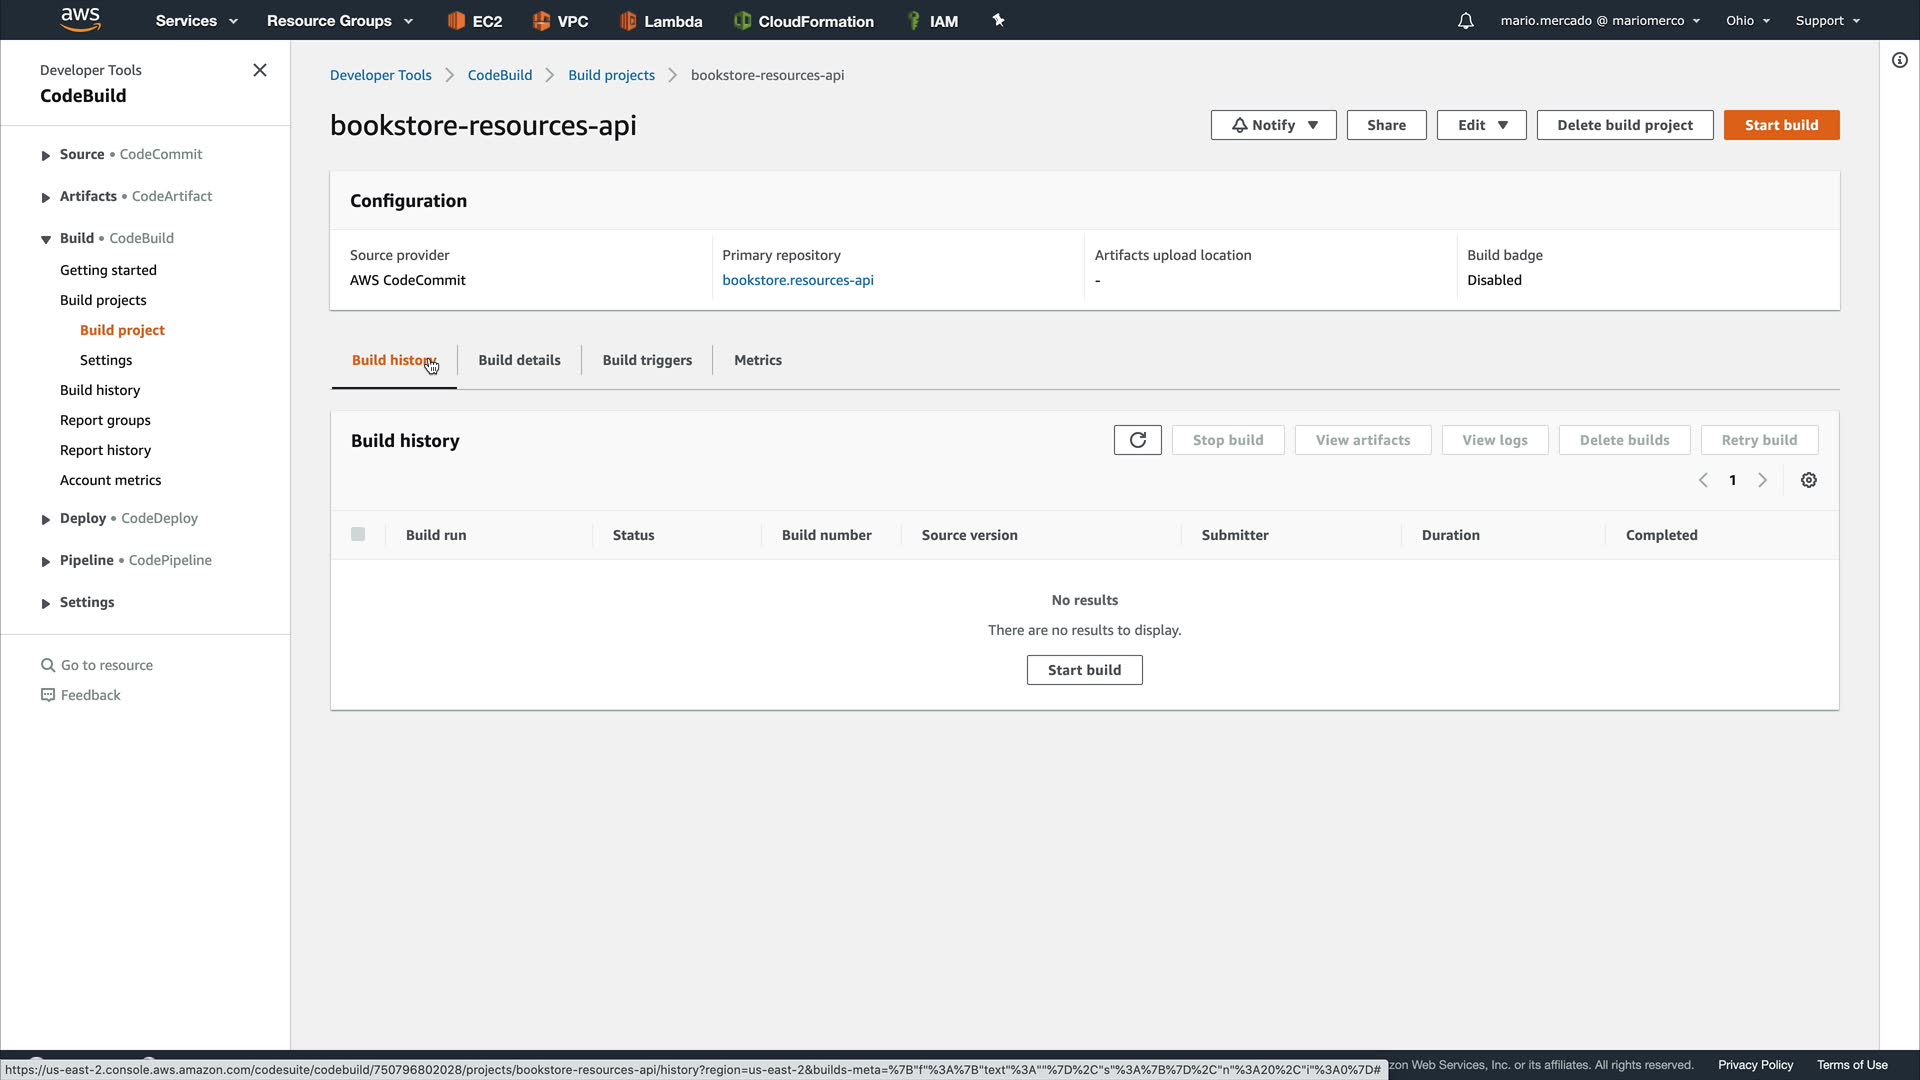 aws Services Resource Groups EC2 VPC Lambda CloudFormation IAM mario.mercado @ mariomerco Ohio Support
Developer Tools
CodeBuild
Source • CodeCommit
Artifacts • CodeArtifact
Build • CodeBuild
Getting started
Build projects
Build project
Settings
Build history
Report groups
Report history
Account metrics
Deploy • CodeDeploy
Pipeline • CodePipeline
Settings
Go to resource
Feedback
Developer Tools CodeBuild Build projects bookstore-resources-api
bookstore-resources-api
Notify Share Edit Delete build project Start build
Configuration
Source provider
AWS CodeCommit
Primary repository
bookstore.resources-api
Artifacts upload location
-
Build badge
Disabled
Build history Build details Build triggers Metrics
Build history
Stop build View artifacts View logs Delete builds Retry build
1
Build run Status Build number Source version Submitter Duration Completed
No results
There are no results to display.
Start build
https://us-east-2.console.aws.amazon.com/codesuite/codebuild/750796802028/projects/bookstore-resources-api/history?region=us-east-2&builds-meta=%7B"f"%3A%7B"text"%3A""%7D%2C"s"%3A%7B%7D%2C"n"%3A20%2C"i"%3A0%7D#
zon Web Services, Inc. or its affiliates. All rights reserved. Privacy Policy Terms of Use